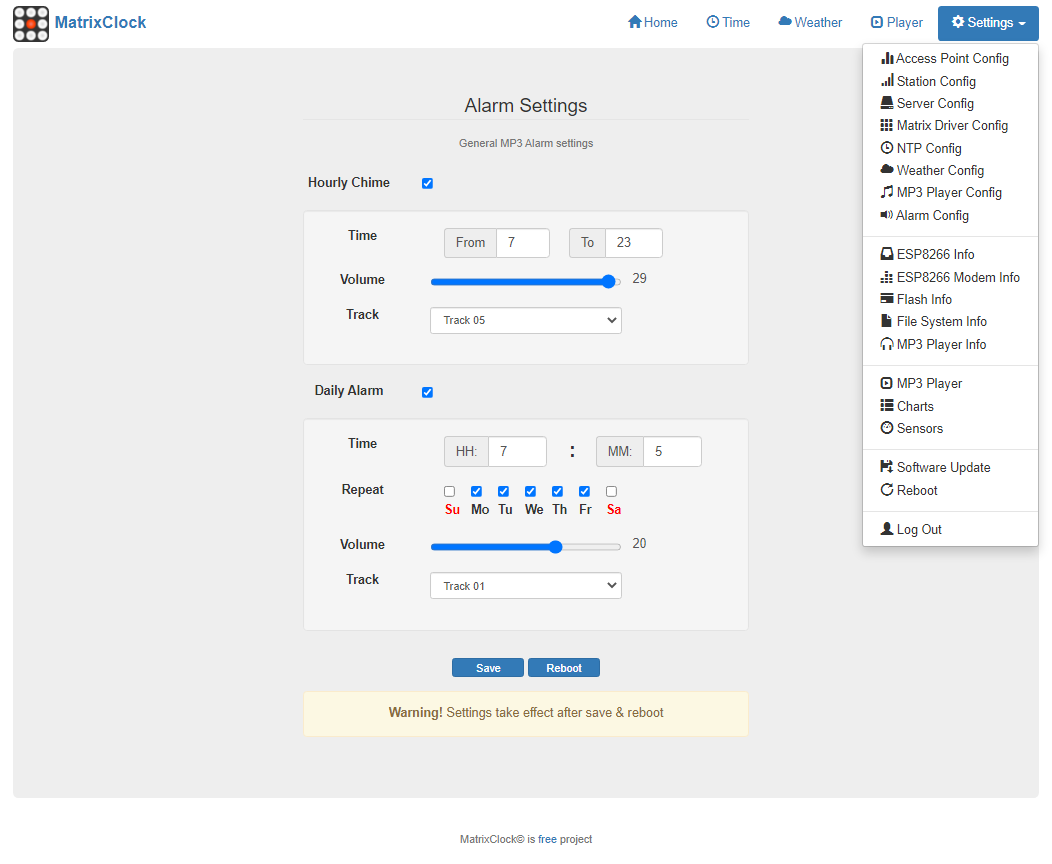 MatrixClock
Home Time Weather Player Settings
Access Point Config
Station Config
Server Config
Matrix Driver Config
NTP Config
Weather Config
MP3 Player Config
Alarm Config
ESP8266 Info
ESP8266 Modem Info
Flash Info
File System Info
MP3 Player Info
MP3 Player
Charts
Sensors
Software Update
Reboot
Log Out
Alarm Settings
General MP3 Alarm settings
Hourly Chime
Time From 7 To 23
Volume 29
Track Track 05
Daily Alarm
Time HH: 7 : MM: 5
Repeat
Su Mo Tu We Th Fr Sa
Volume 20
Track Track 01
Save Reboot
Warning! Settings take effect after save & reboot
MatrixClock© is free project